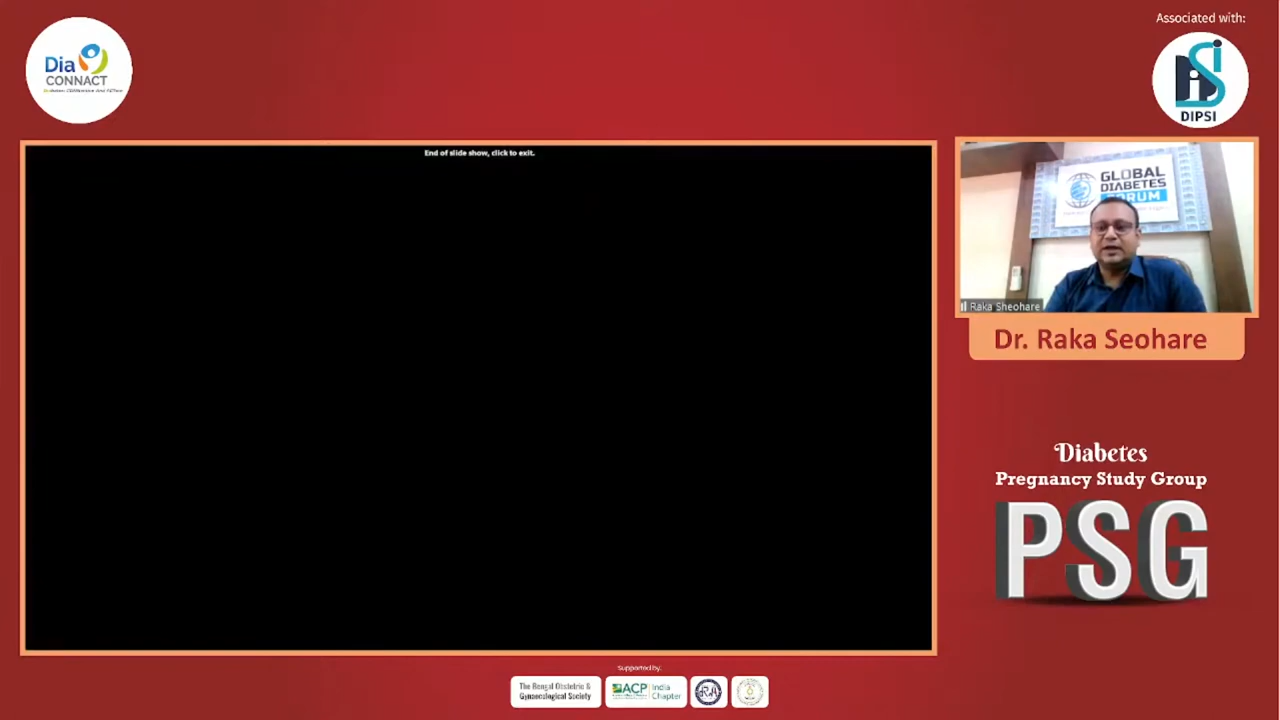 Associated with:
Dia
CONNACT
DiSi
DIPSI
End of slide show, click to exit.
GLOBAL
DIABETES
FORUM
Raka Sheohare
Dr. Raka Seohare
Diabetes
Pregnancy Study Group
PSG
Supported by:
The Bengal Obstetric &
Gynaecological Society
ACP
India
Chapter